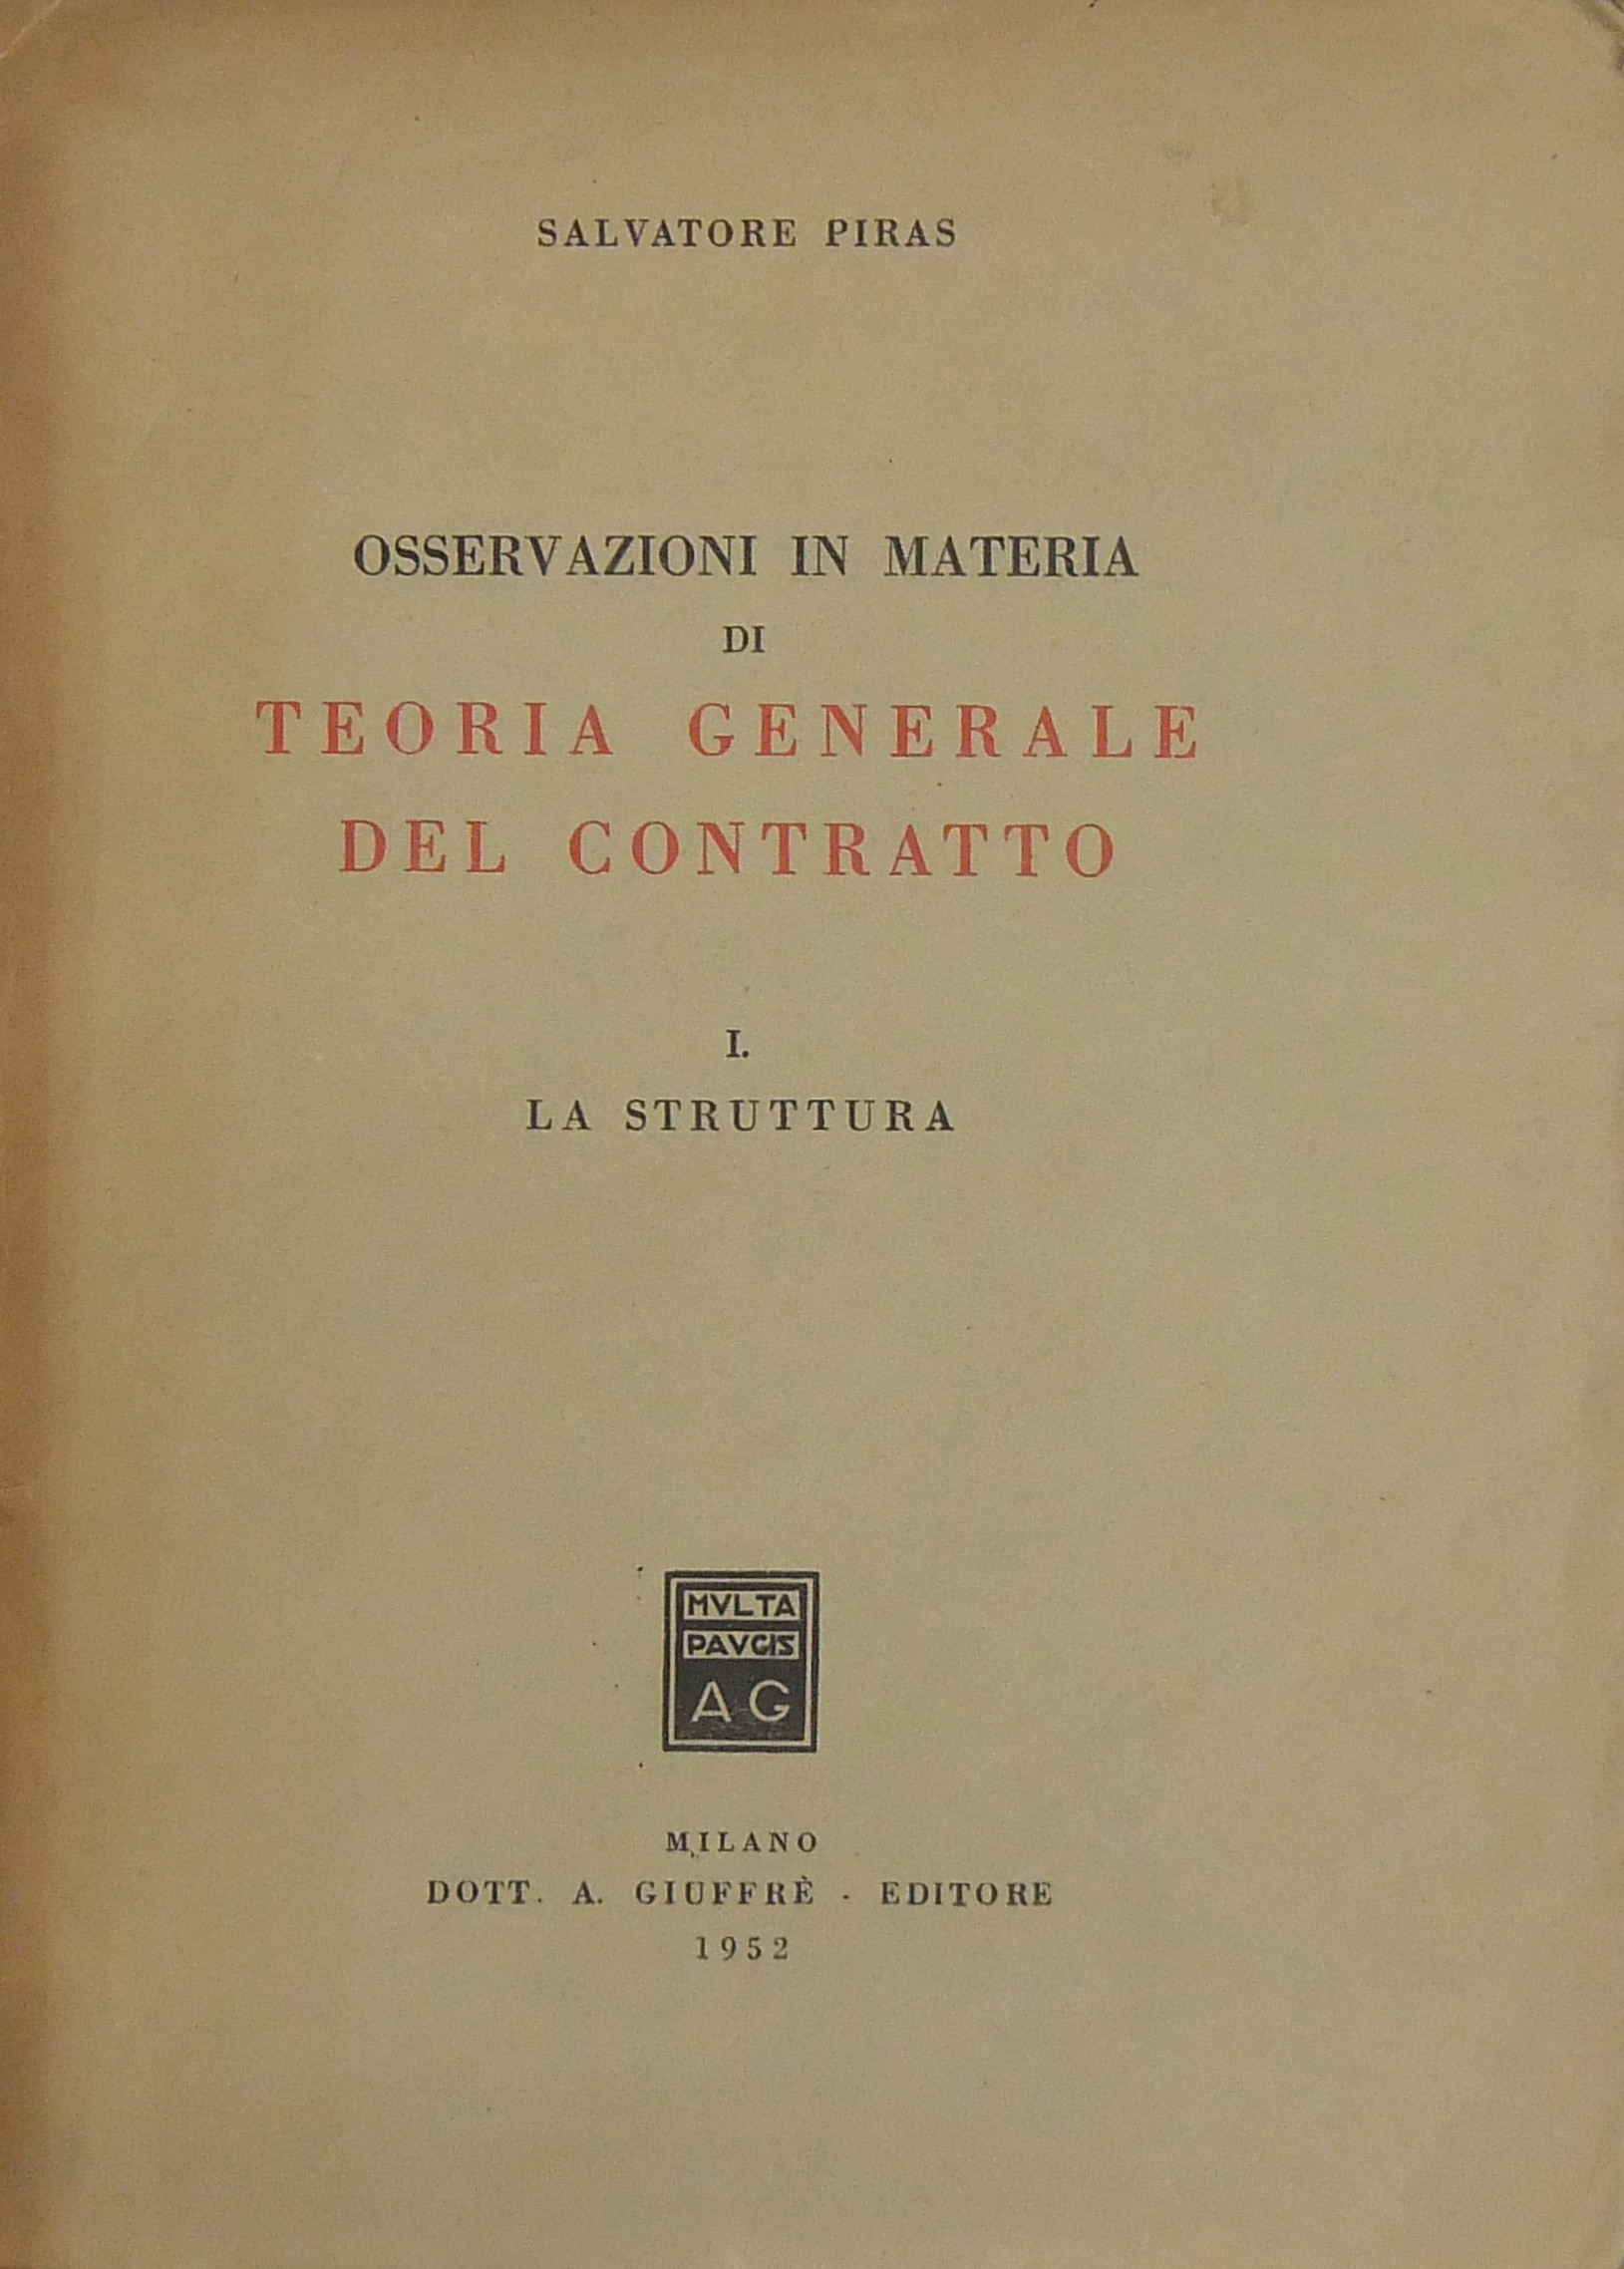 SALVATORE PIRAS
OSSERVAZIONI IN MATERIA
DI
TEORIA GENERALE
DEL CONTRATTO
I.
LA STRUTTURA
MVLTA
PAVCIS
AG
MILANO
DOTT. A. GIUFFRÈ - EDITORE
1952